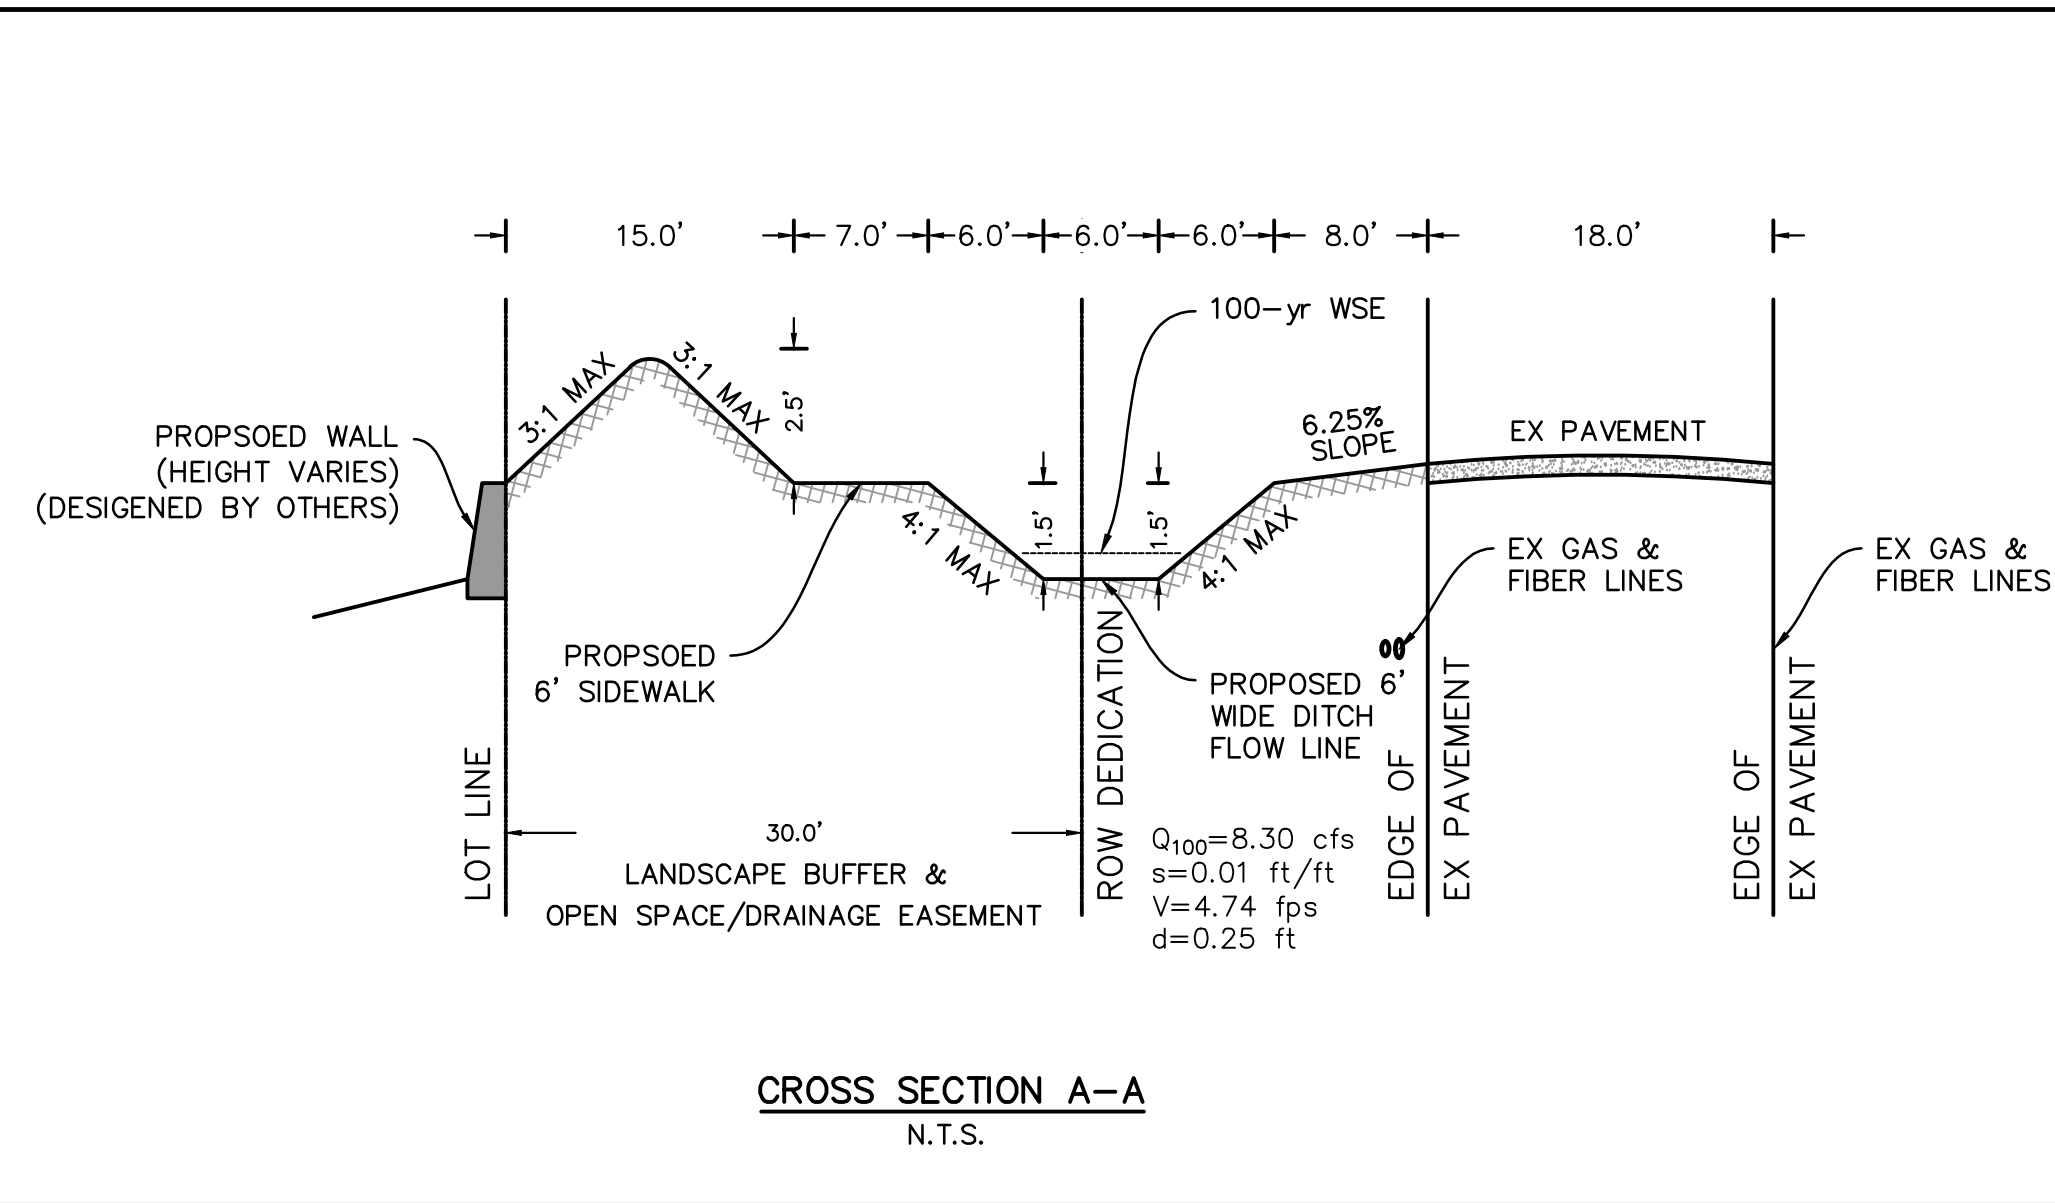 15.0'
7.0'
6.0'
6.0'
6.0'
8.0'
18.0'
100-yr WSE
3:1 MAX
3:1 MAX
2.5'
PROPSOED WALL
(HEIGHT VARIES)
(DESIGENED BY OTHERS)
4:1 MAX
1.5'
1.5'
4:1 MAX
6.25%
SLOPE
EX PAVEMENT
EX GAS &
FIBER LINES
EX GAS &
FIBER LINES
PROPSOED
6' SIDEWALK
PROPOSED 6'
WIDE DITCH
FLOW LINE
LOT LINE
ROW DEDICATION
EDGE OF
EX PAVEMENT
EDGE OF
EX PAVEMENT
30.0'
LANDSCAPE BUFFER &
OPEN SPACE/DRAINAGE EASEMENT
Q100=8.30 cfs
s=0.01 ft/ft
V=4.74 fps
d=0.25 ft
CROSS SECTION A-A
N.T.S.